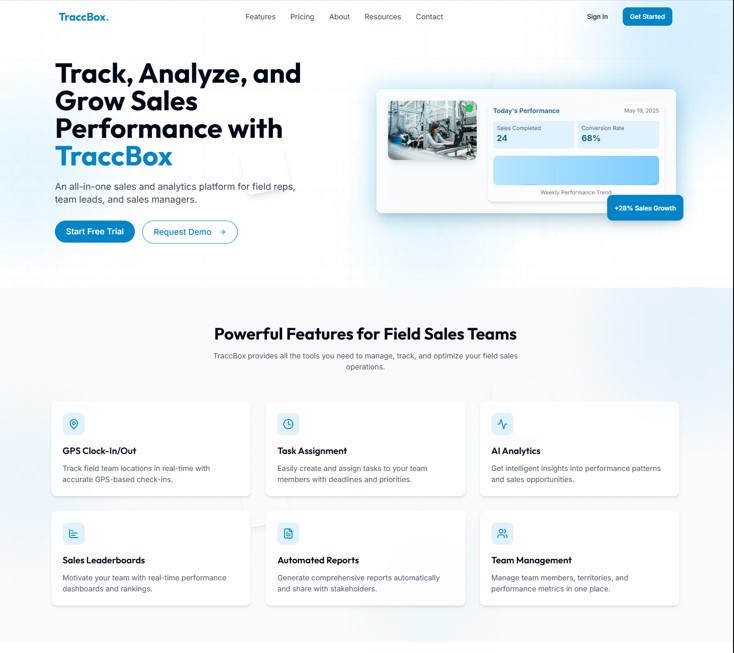 TraccBox.
Features
Pricing
About
Resources
Contact
Sign In
Get Started
Track, Analyze, and
Grow Sales
Performance with
TraccBox
An all-in-one sales and analytics platform for field reps,
team leads, and sales managers.
Start Free Trial
Request Demo
Today's Performance
May 19, 2025
Sales Completed
24
Conversion Rate
68%
Weekly Performance Trend
+28% Sales Growth
Powerful Features for Field Sales Teams
TraccBox provides all the tools you need to manage, track, and optimize your field sales
operations.
GPS Clock-In/Out
Track field team locations in real-time with
accurate GPS-based check-ins.
Task Assignment
Easily create and assign tasks to your team
members with deadlines and priorities.
AI Analytics
Get intelligent insights into performance patterns
and sales opportunities.
Sales Leaderboards
Motivate your team with real-time performance
dashboards and rankings.
Automated Reports
Generate comprehensive reports automatically
and share with stakeholders.
Team Management
Manage team members, territories, and
performance metrics in one place.